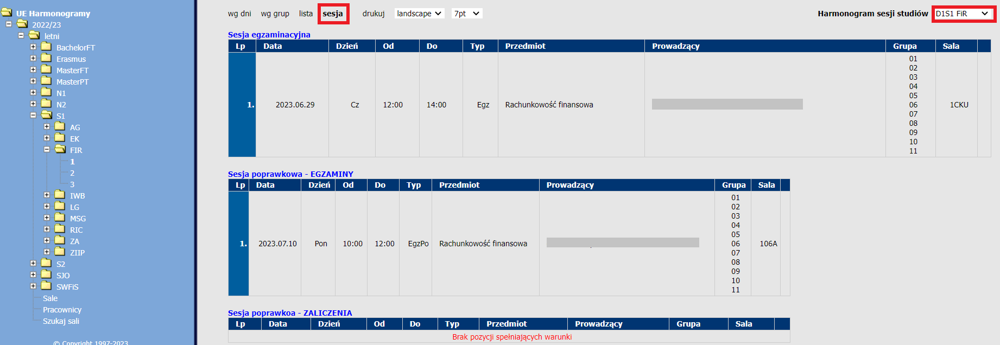 UE Harmonogramy
2022/23
letni
BachelorFT
Erasmus
MasterFT
MasterPT
N1
N2
S1
AG
EK
FIR
1
2
3
IWB
LG
MSG
RIC
ZA
ZIIP
S2
SJO
SWFiS
Sale
Pracownicy
Szukaj sali
© Copyright 1997-2023
wg dni wg grup lista sesja drukuj landscape 7pt Harmonogram sesji studiów D1S1 FiR
Sesja egzaminacyjna
Lp Data Dzień Od Do Typ Przedmiot Prowadzący Grupa Sala
01
02
03
04
05
1. 2023.06.29 Cz 12:00 14:00 Egz Rachunkowość finansowa 06 1CKU
07
08
09
10
11
Sesja poprawkowa - EGZAMINY
Lp Data Dzień Od Do Typ Przedmiot Prowadzący Grupa Sala
01
02
03
04
05
1. 2023.07.10 Pon 10:00 12:00 EgzPo Rachunkowość finansowa 06 106A
07
08
09
10
11
Sesja poprawkoa - ZALICZENIA
Lp Data Dzień Od Do Typ Przedmiot Prowadzący Grupa Sala
Brak pozycji spełniających warunki